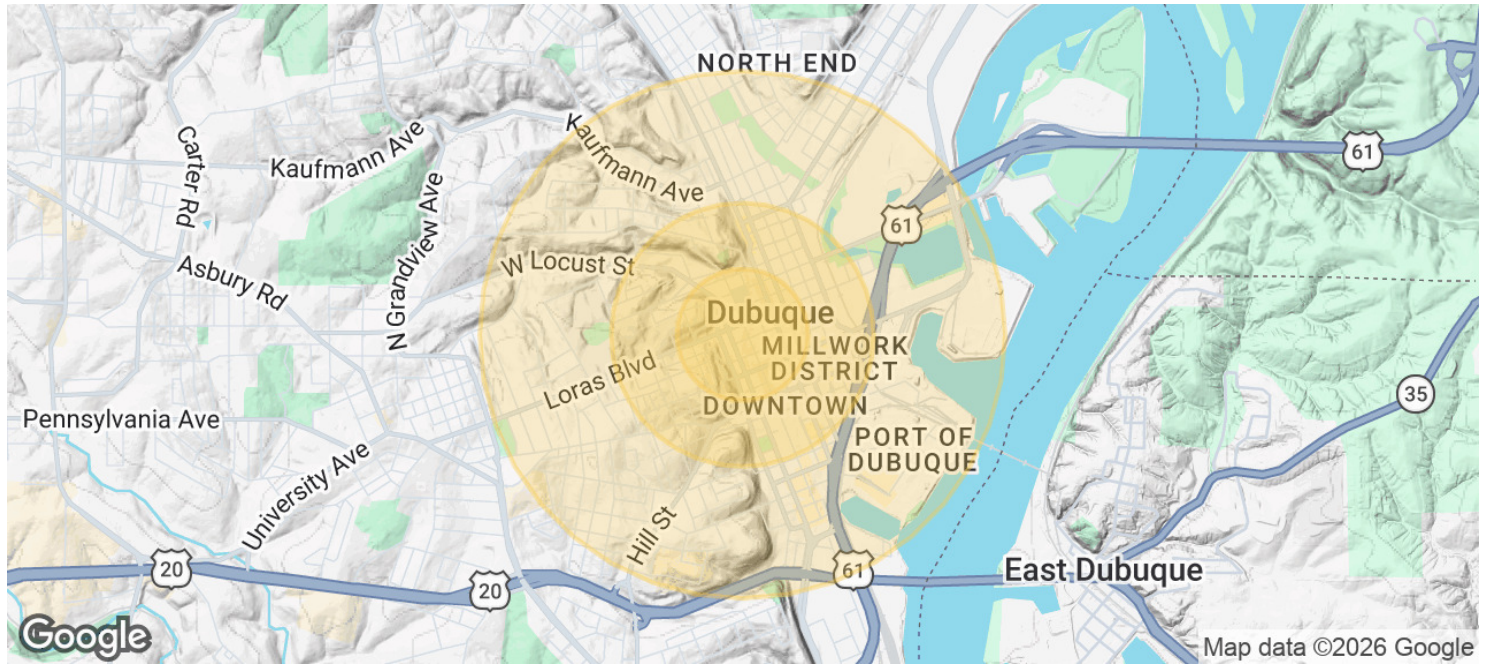 NORTH END
Kaufmann Ave
Carter Rd
Kaufmann Ave
61
N Grandview Ave
61
W Locust St
Asbury Rd
Dubuque
MILLWORK
DISTRICT
Loras Blvd
35
DOWNTOWN
Pennsylvania Ave
PORT OF
DUBUQUE
University Ave
Hill St
20
61
East Dubuque
20
Google
Map data ©2026 Google